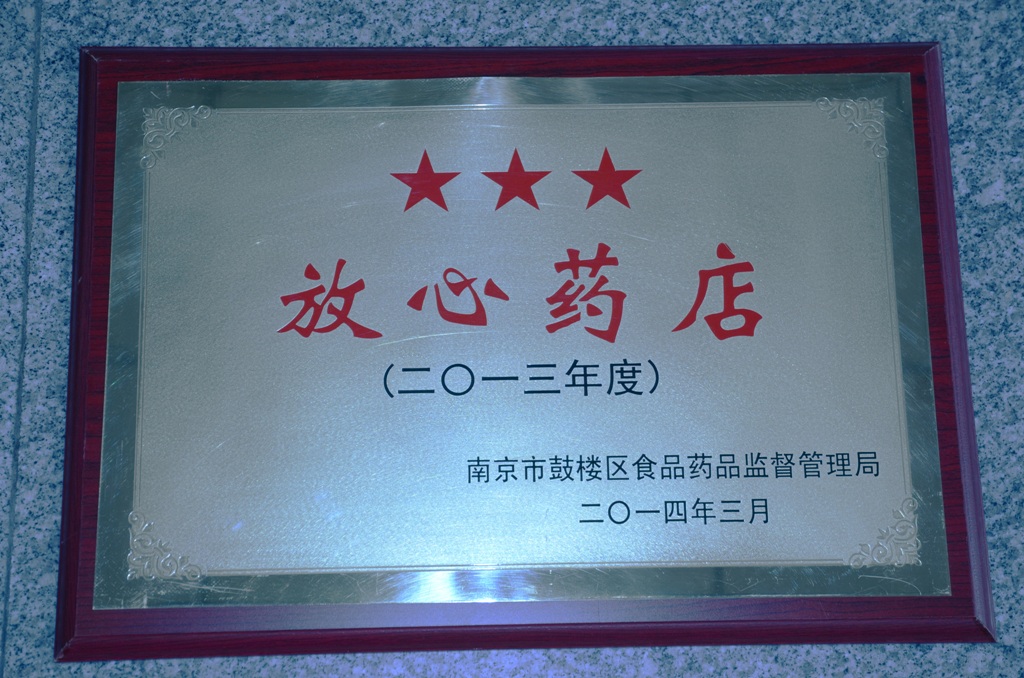 放心药店
（二〇一三年度）
南京市鼓楼区食品药品监督管理局
二〇一四年三月